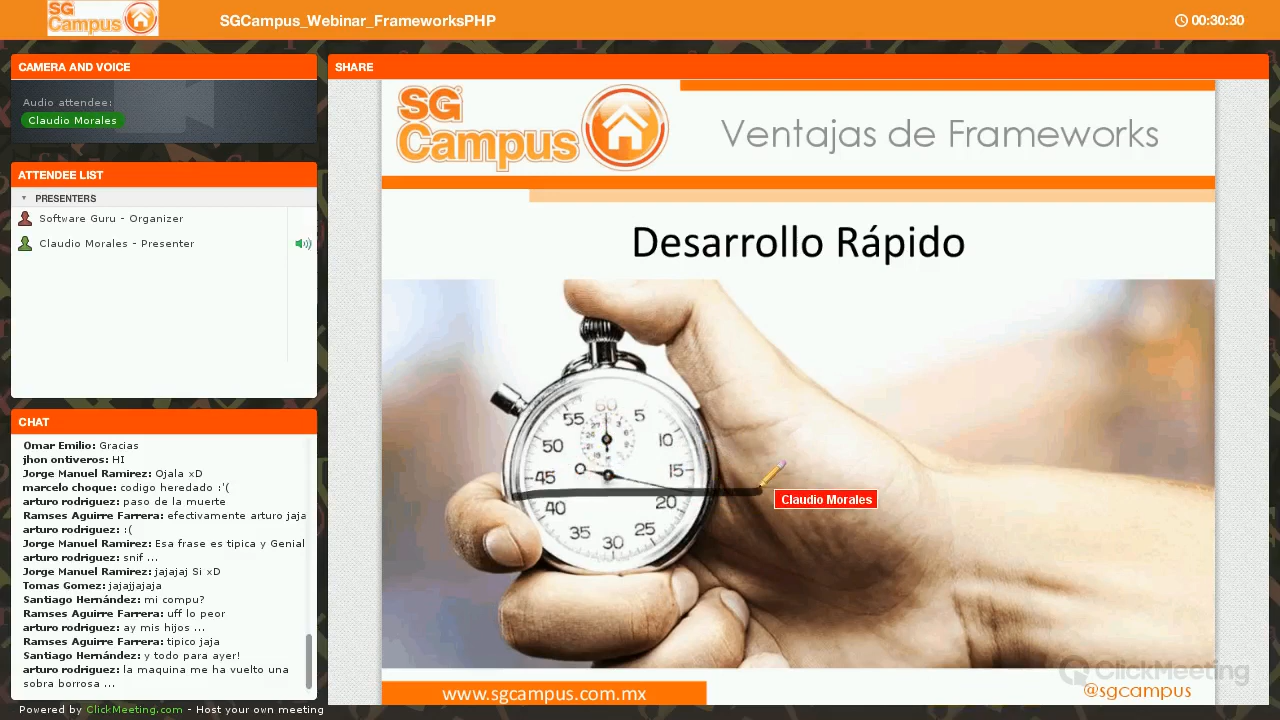 SG Campus
SGCampus_Webinar_FrameworksPHP
00:30:30
CAMERA AND VOICE
Audio attendee:
Claudio Morales
ATTENDEE LIST
PRESENTERS
Software Guru - Organizer
Claudio Morales - Presenter
CHAT
Omar Emilio: Gracias
jhon ontiveros: HI
Jorge Manuel Ramirez: Ojala xD
marcelo choque: codigo heredado :'(
arturo rodriguez: paso de la muerte
Ramses Aguirre Farrera: efectivamente arturo jaja
arturo rodriguez: :(
Jorge Manuel Ramirez: Esa frase es tipica y Genial
arturo rodriguez: snif ...
Jorge Manuel Ramirez: jajajaj Si xD
Tomas Gomez: jajajjajaja
Santiago Hernández: mi compu?
Ramses Aguirre Farrera: uff lo peor
arturo rodriguez: ay mis hijos ...
Ramses Aguirre Farrera: tipico jaja
Santiago Hernández: y todo para ayer!
arturo rodriguez: la maquina me ha vuelto una
sobra borrosa ...
Powered by ClickMeeting.com - Host your own meeting
SHARE
SG
Campus
Ventajas de Frameworks
Desarrollo Rápido
60
55 5
50 10
45 15
40 20
35 25
30
Claudio Morales
ClickMeeting
www.sgcampus.com.mx
@sgcampus